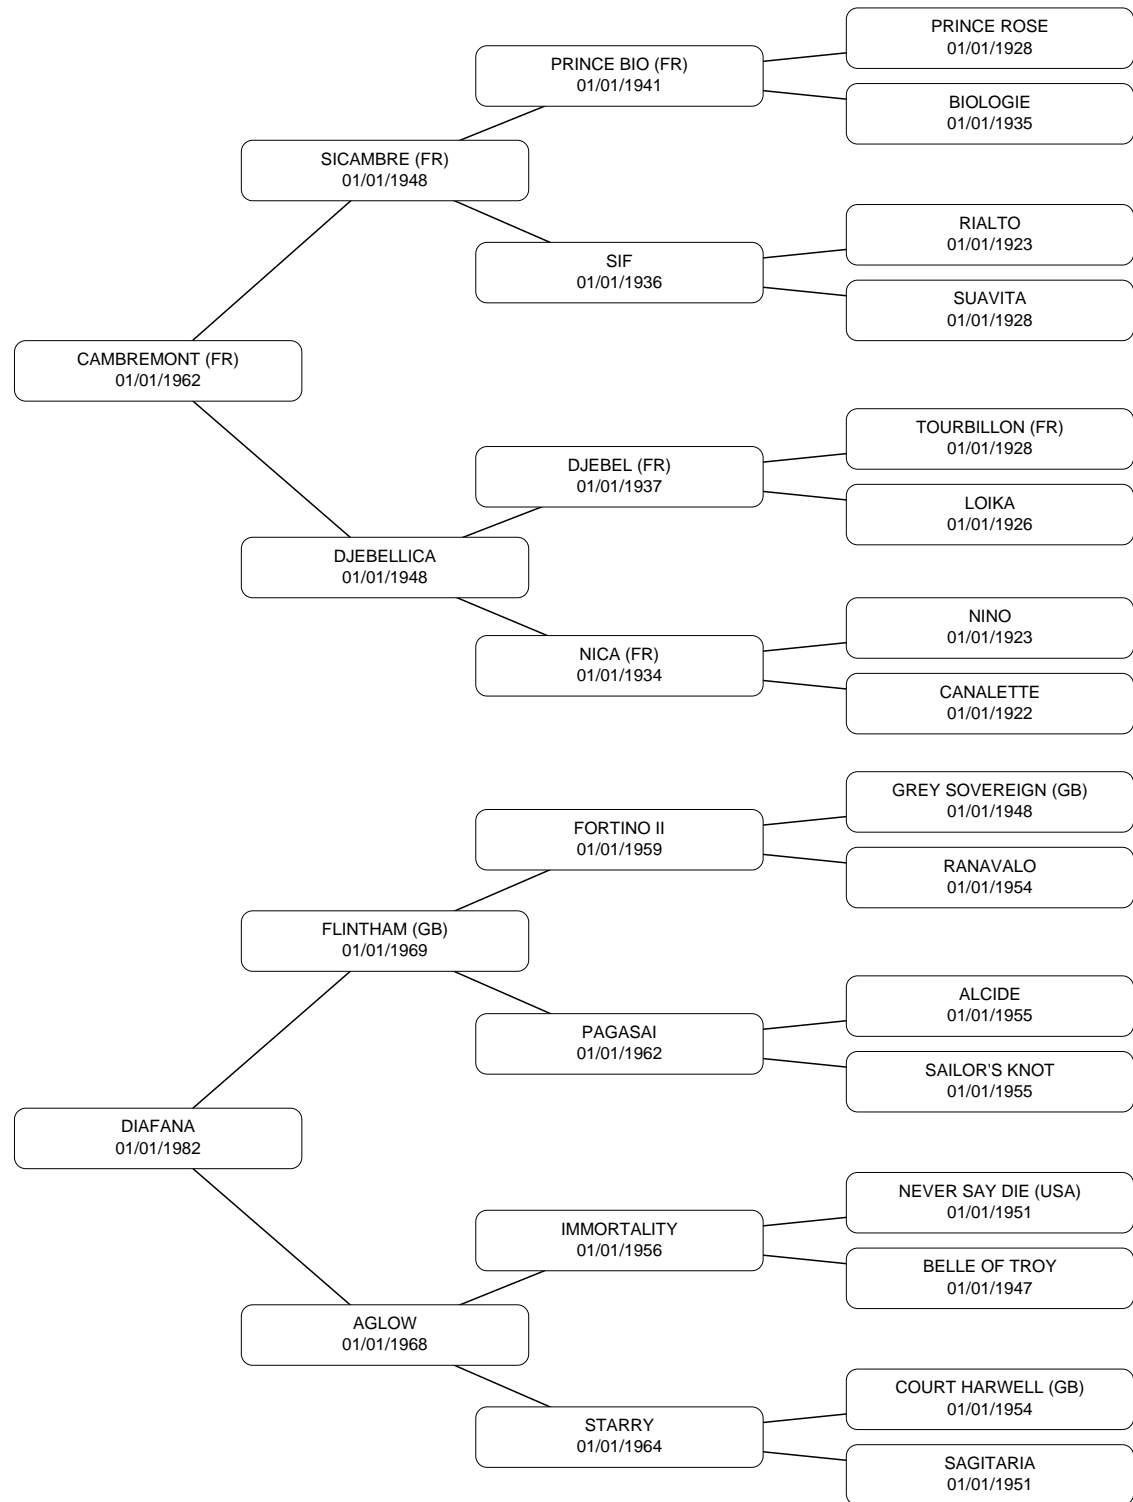 PRINCE ROSE
01/01/1928
PRINCE BIO (FR)
01/01/1941
BIOLOGIE
01/01/1935
SICAMBRE (FR)
01/01/1948
RIALTO
01/01/1923
SIF
01/01/1936
SUAVITA
01/01/1928
CAMBREMONT (FR)
01/01/1962
TOURBILLON (FR)
01/01/1928
DJEBEL (FR)
01/01/1937
LOIKA
01/01/1926
DJEBELLICA
01/01/1948
NINO
01/01/1923
NICA (FR)
01/01/1934
CANALETTE
01/01/1922
GREY SOVEREIGN (GB)
01/01/1948
FORTINO II
01/01/1959
RANAVALO
01/01/1954
FLINTHAM (GB)
01/01/1969
ALCIDE
01/01/1955
PAGASAI
01/01/1962
SAILOR'S KNOT
01/01/1955
DIAFANA
01/01/1982
NEVER SAY DIE (USA)
01/01/1951
IMMORTALITY
01/01/1956
BELLE OF TROY
01/01/1947
AGLOW
01/01/1968
COURT HARWELL (GB)
01/01/1954
STARRY
01/01/1964
SAGITARIA
01/01/1951